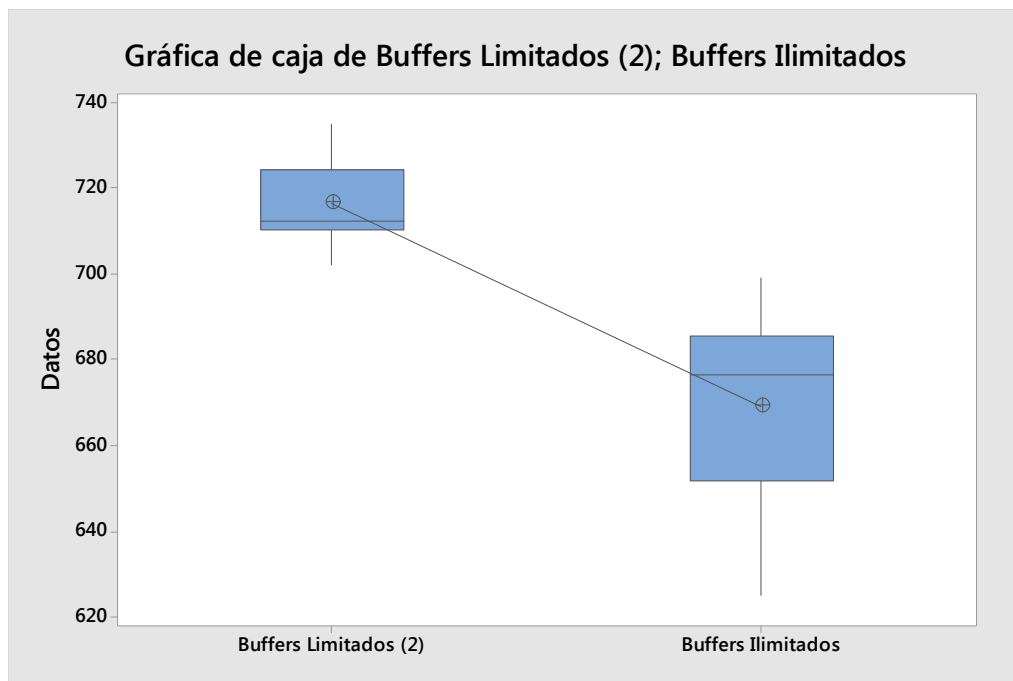 Gráfica de caja de Buffers Limitados (2); Buffers Ilimitados
740
720
700
680
660
640
620
Datos
Buffers Limitados (2)
Buffers Ilimitados